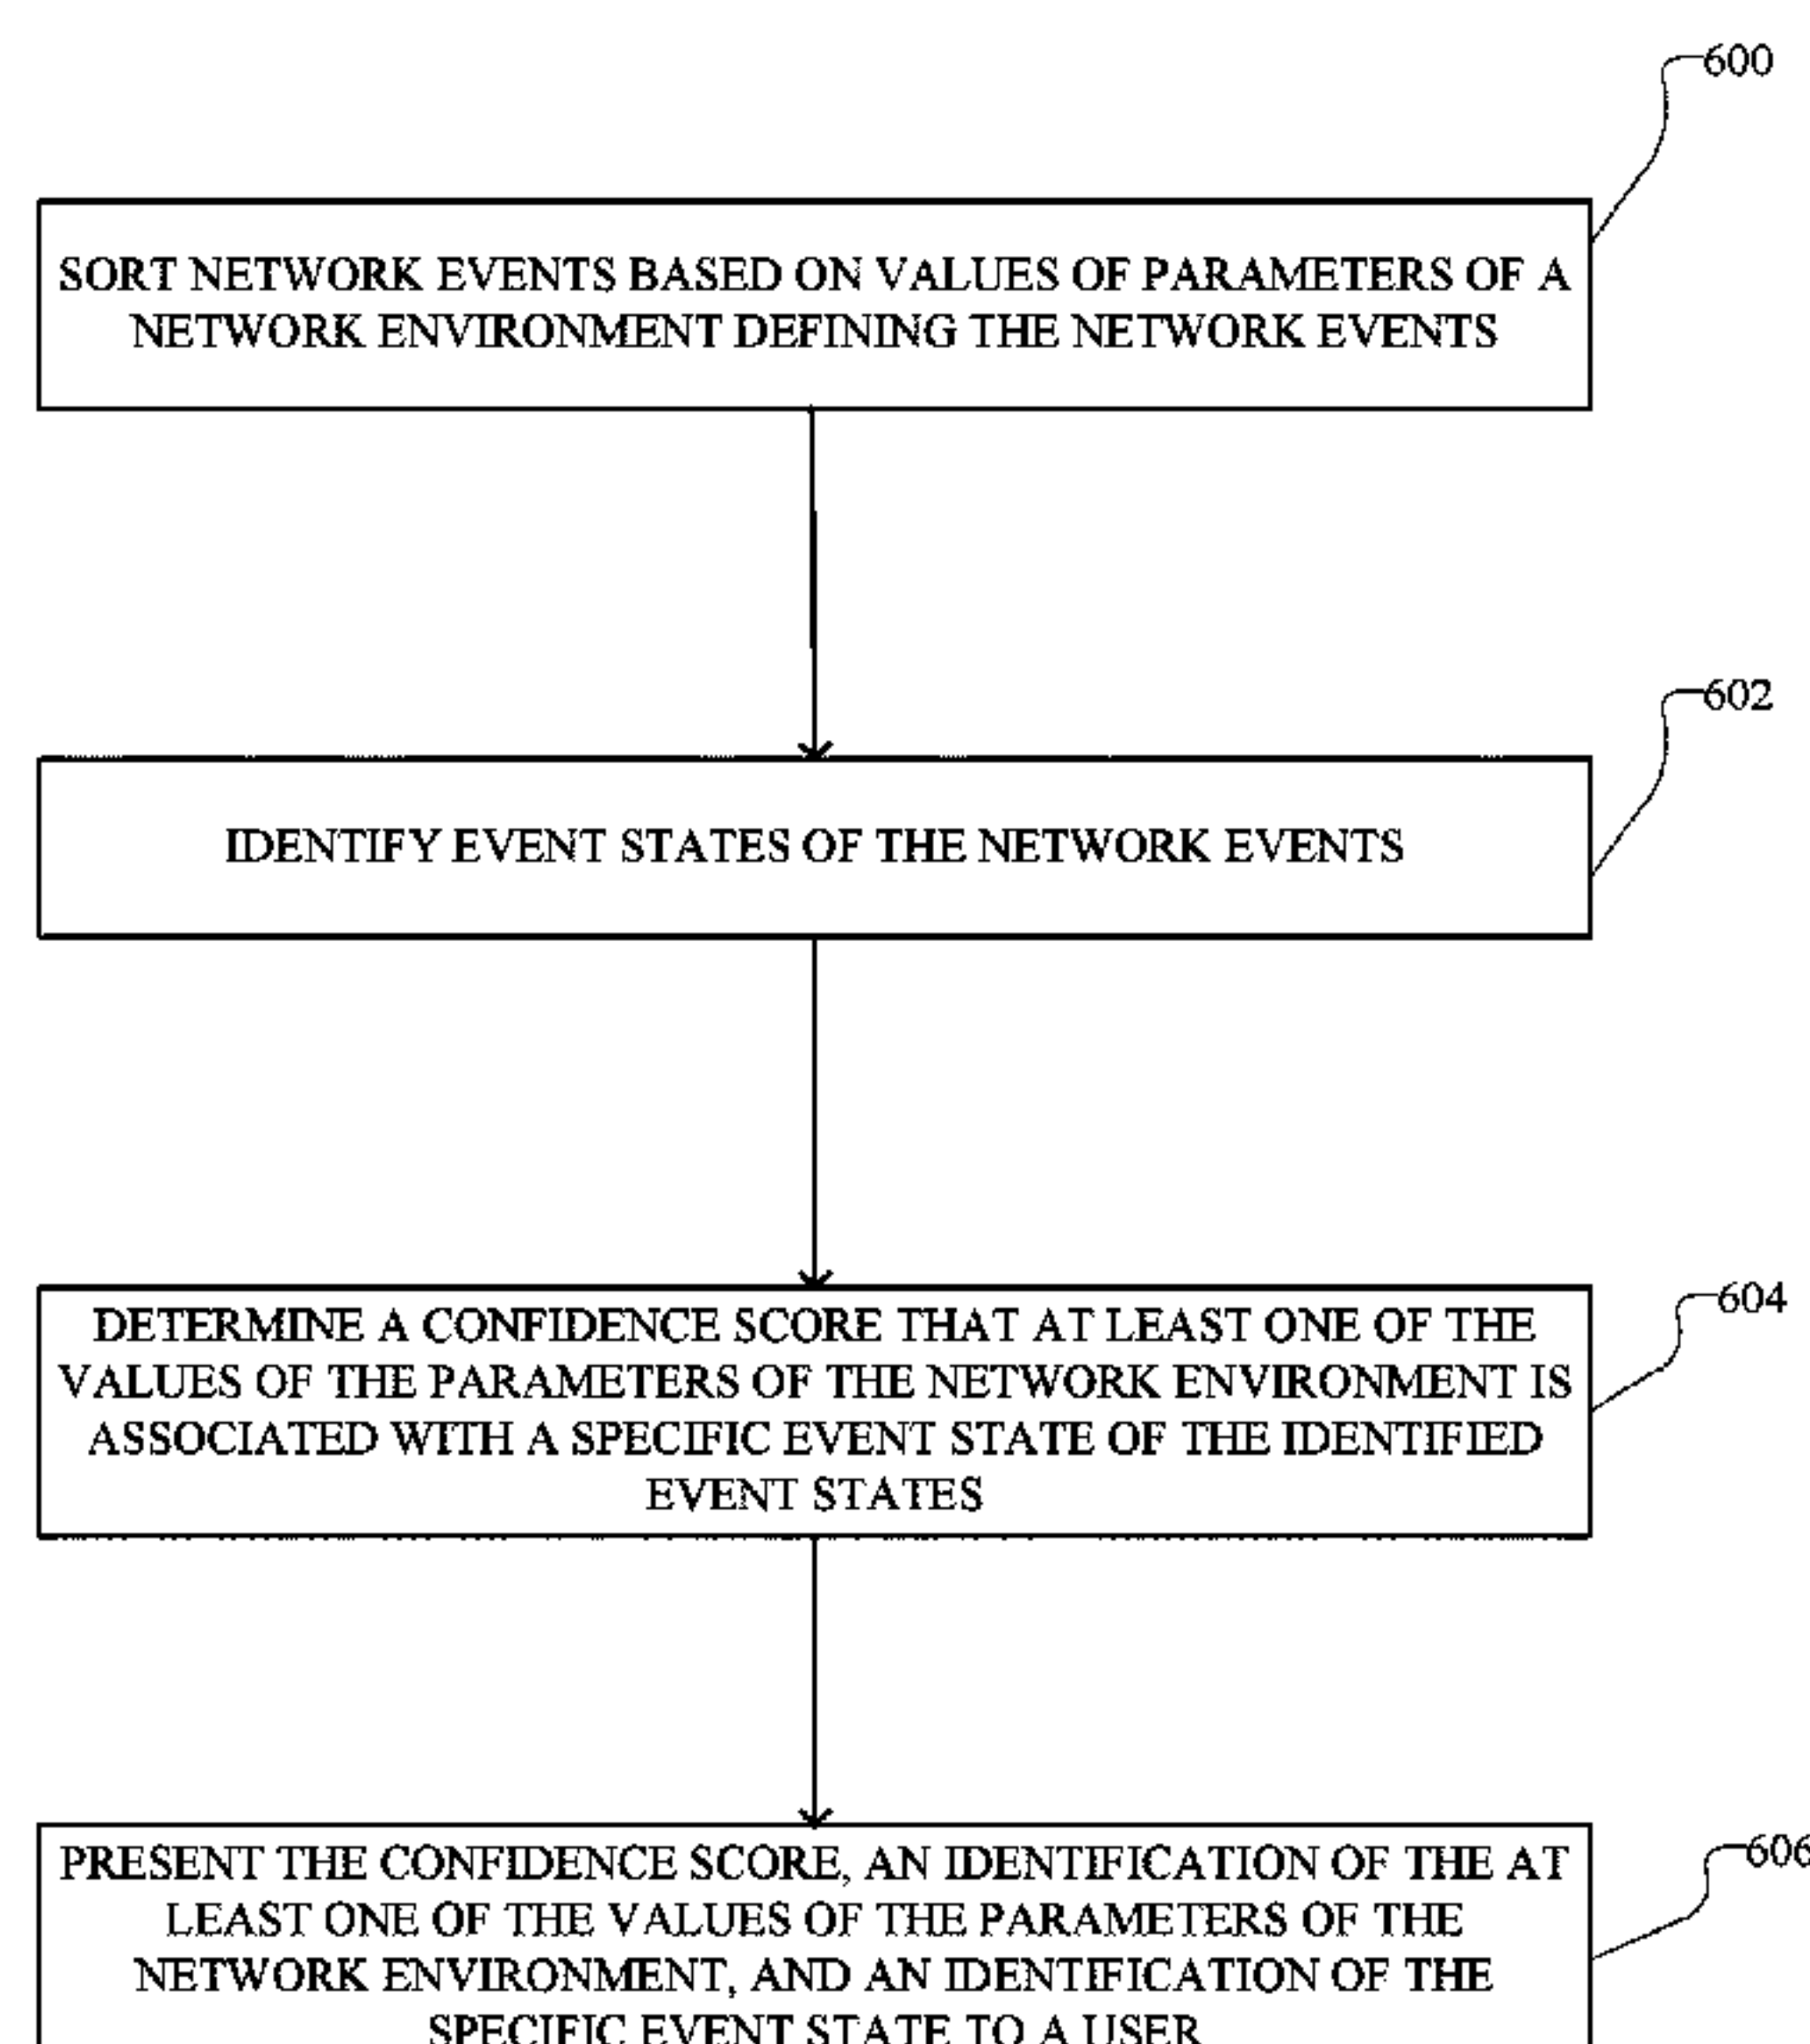 600
SORT NETWORK EVENTS BASED ON VALUES OF PARAMETERS OF A
NETWORK ENVIRONMENT DEFINING THE NETWORK EVENTS
602
IDENTIFY EVENT STATES OF THE NETWORK EVENTS
604
DETERMINE A CONFIDENCE SCORE THAT AT LEAST ONE OF THE
VALUES OF THE PARAMETERS OF THE NETWORK ENVIRONMENT IS
ASSOCIATED WITH A SPECIFIC EVENT STATE OF THE IDENTIFIED
EVENT STATES
606
PRESENT THE CONFIDENCE SCORE, AN IDENTIFICATION OF THE AT
LEAST ONE OF THE VALUES OF THE PARAMETERS OF THE
NETWORK ENVIRONMENT, AND AN IDENTIFICATION OF THE
SPECIFIC EVENT STATE TO A USER